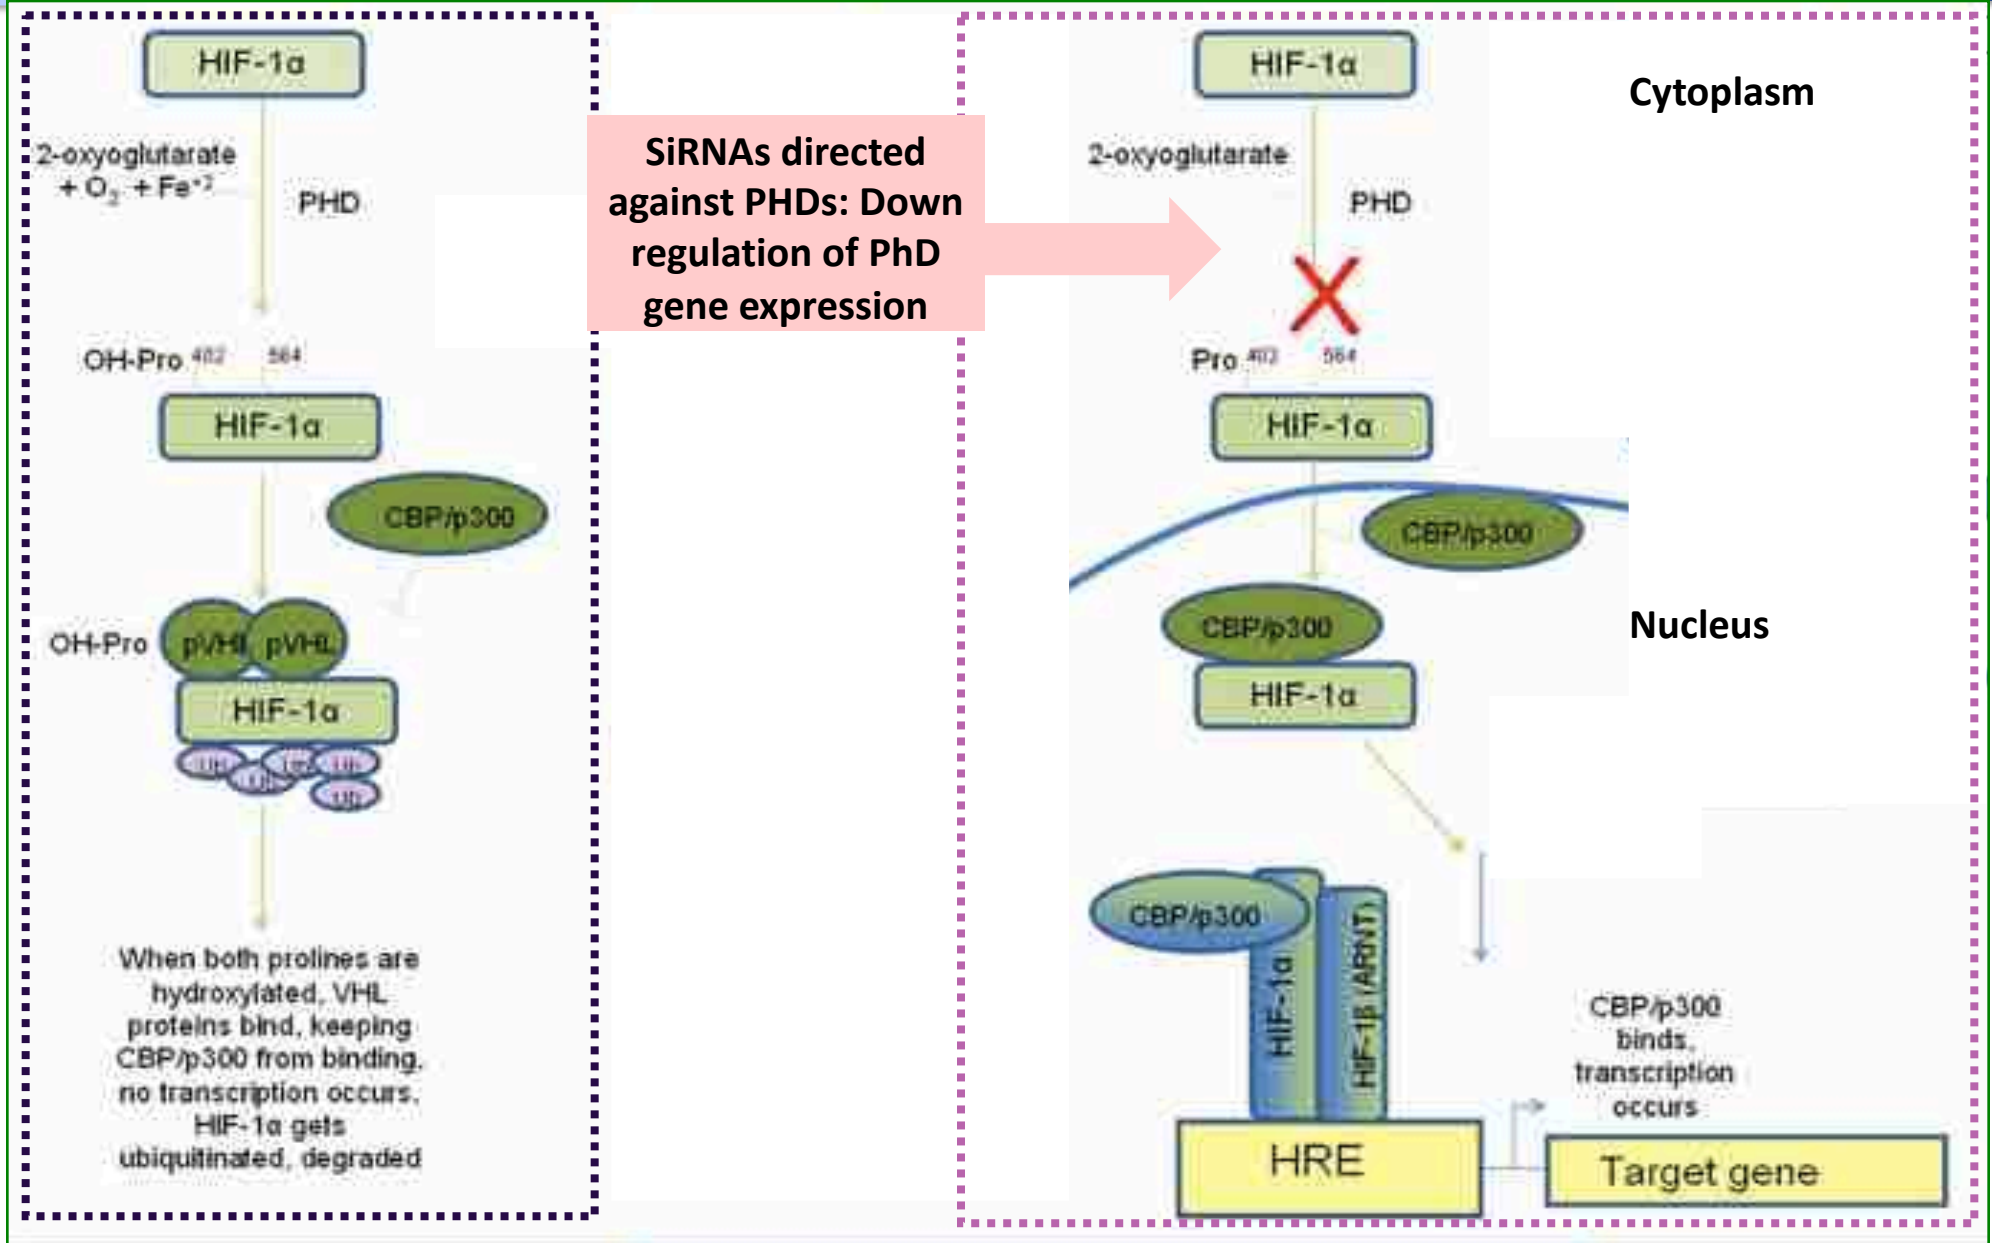 HIF-1α
2-oxyoglutarate
+ O2 + Fe+2
PHD
OH-Pro 402 564
HIF-1α
CBP/p300
OH-Pro
pVHL pVHL
HIF-1α
Ub Ub Ub Ub
Ub
When both prolines are
hydroxylated, VHL
proteins bind, keeping
CBP/p300 from binding,
no transcription occurs,
HIF-1α gets
ubiquitinated, degraded
SiRNAs directed
against PHDs: Down
regulation of PhD
gene expression
HIF-1α
Cytoplasm
2-oxyoglutarate
PHD
Pro 402 564
HIF-1α
CBP/p300
CBP/p300
Nucleus
HIF-1α
CBP/p300
HIF-1α
HIF-1β (ARNT)
CBP/p300
binds,
transcription
occurs
HRE
Target gene